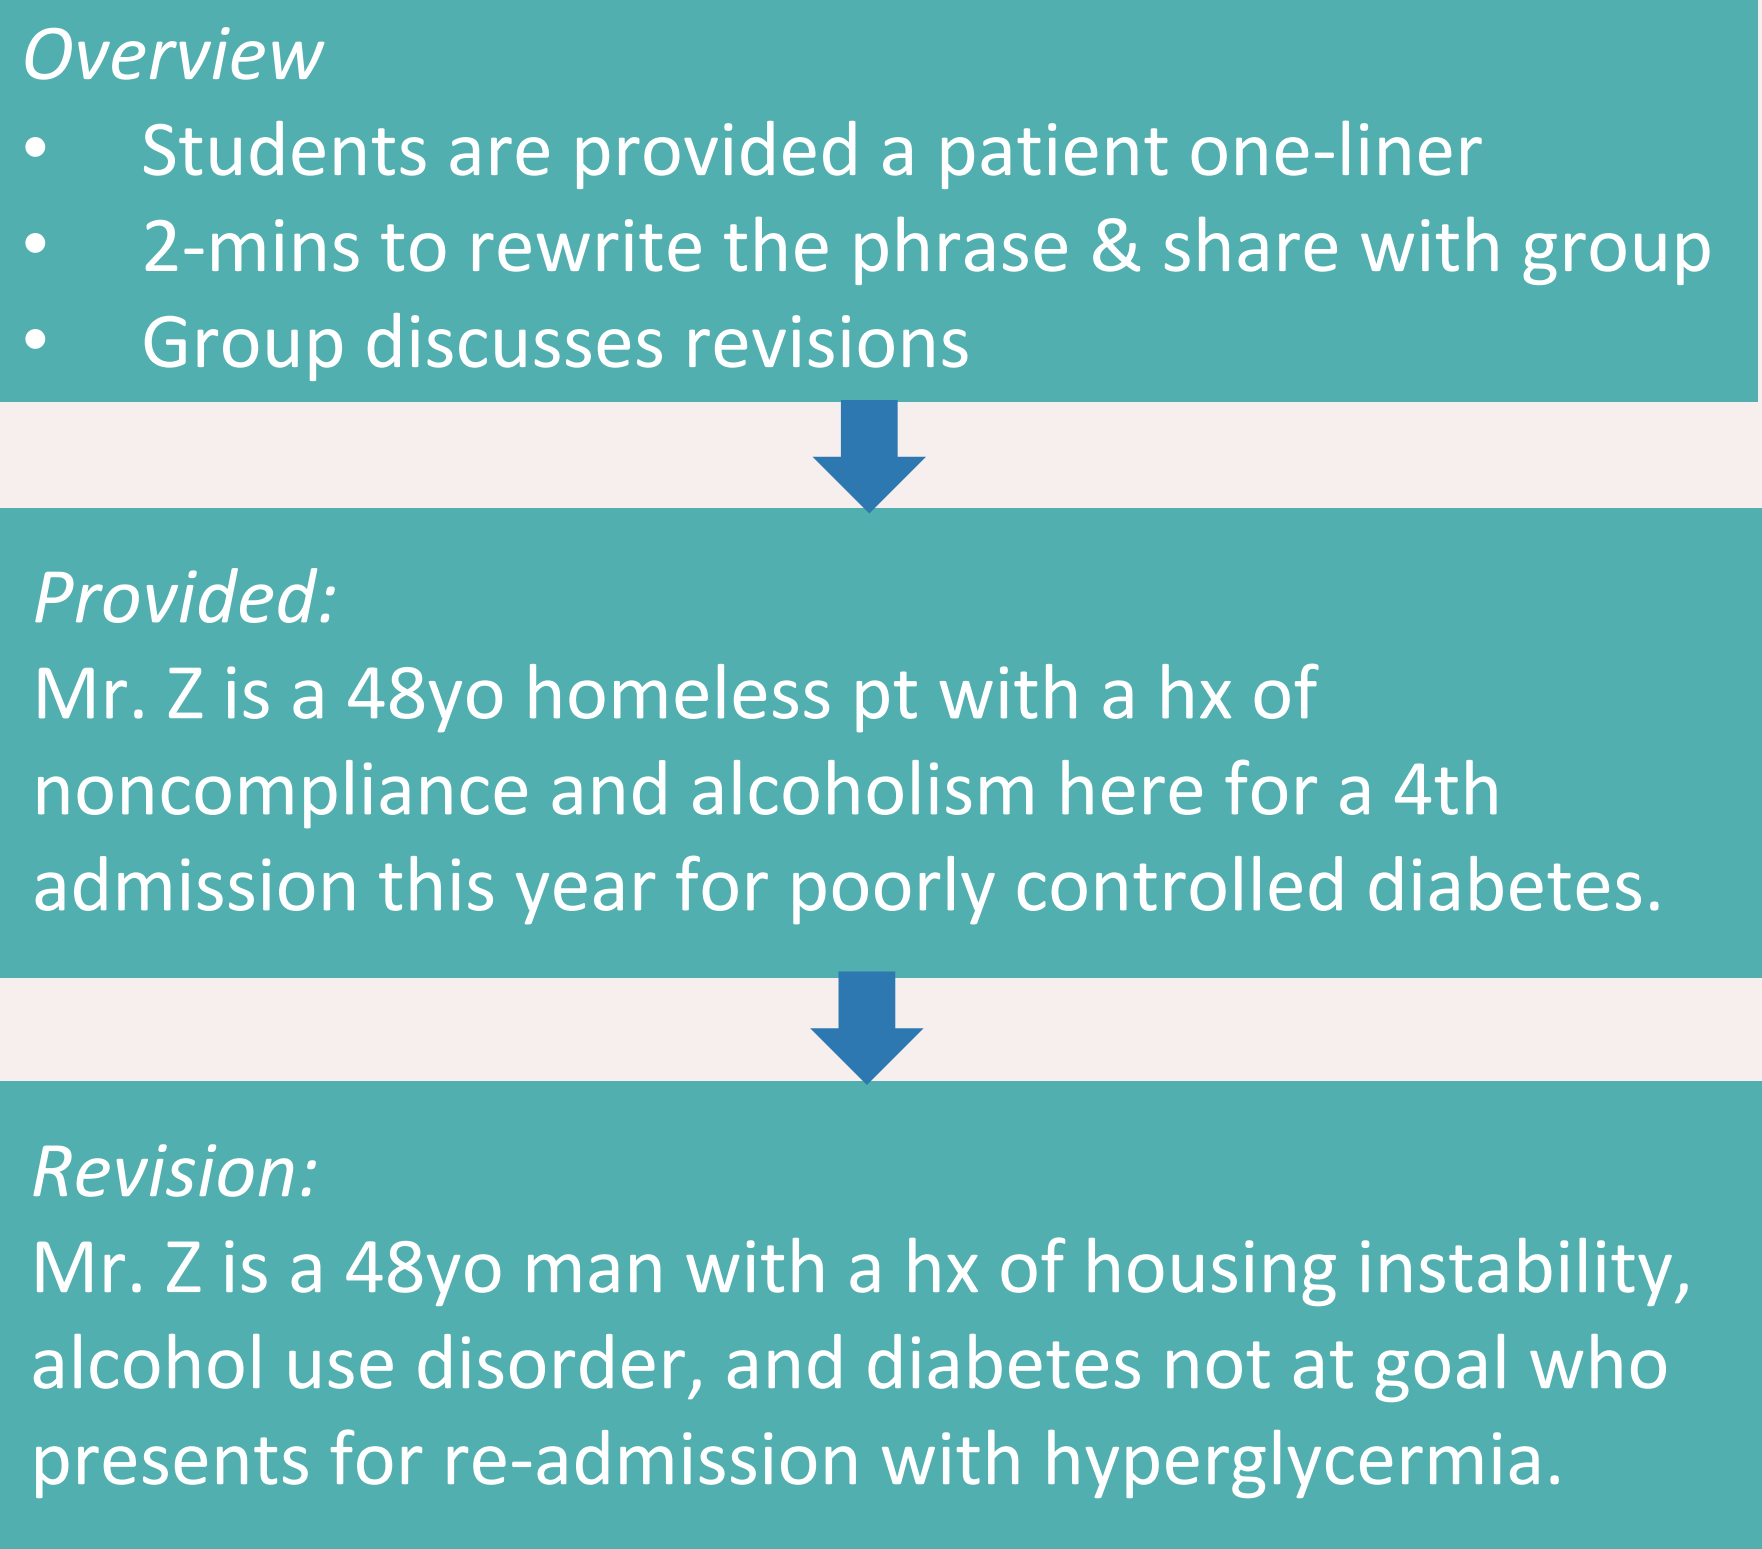 Overview
• Students are provided a patient one-liner
• 2-mins to rewrite the phrase & share with group
• Group discusses revisions
Provided:
Mr. Z is a 48yo homeless pt with a hx of
noncompliance and alcoholism here for a 4th
admission this year for poorly controlled diabetes.
Revision:
Mr. Z is a 48yo man with a hx of housing instability,
alcohol use disorder, and diabetes not at goal who
presents for re-admission with hyperglycermia.